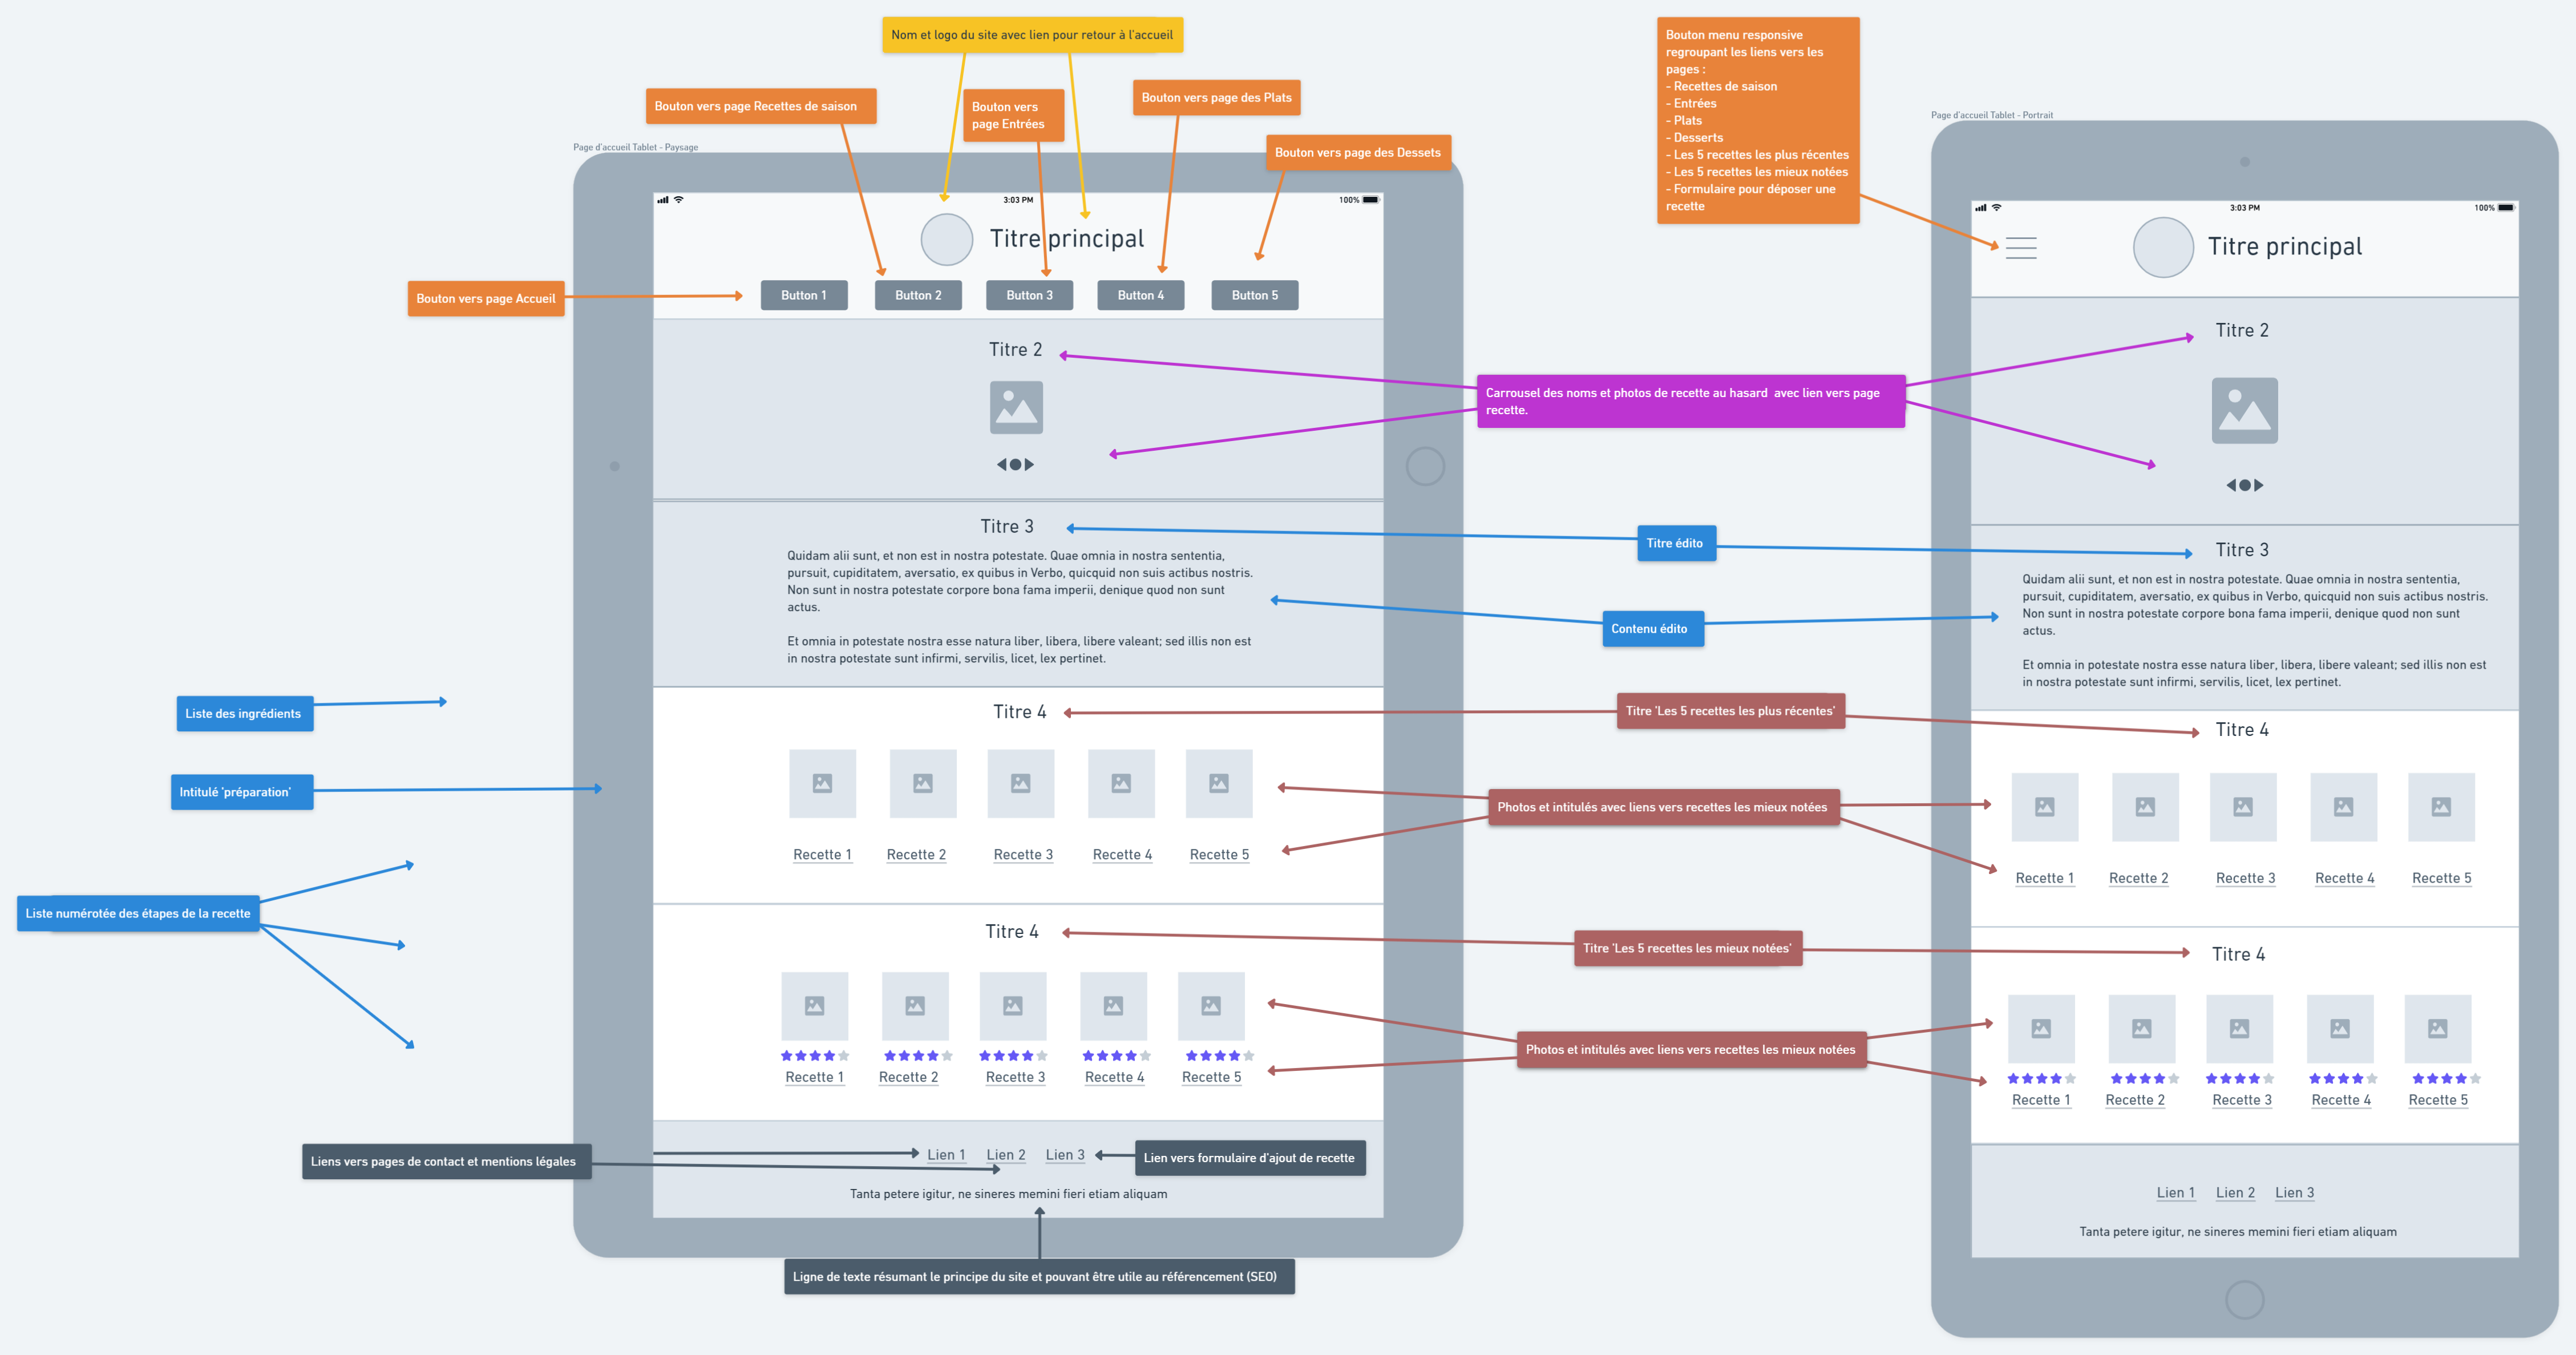 Nom et logo du site avec lien pour retour à l'accueil
Bouton vers page Recettes de saison
Bouton vers
page Entrées
Bouton vers page des Plats
Bouton vers page des Dessets
Bouton vers page Accueil
Page d'accueil Tablet - Paysage
3:03 PM
100%
Titre principal
Button 1
Button 2
Button 3
Button 4
Button 5
Titre 2
Titre 3
Quidam alii sunt, et non est in nostra potestate. Quae omnia in nostra sententia,
pursuit, cupiditatem, aversatio, ex quibus in Verbo, quicquid non suis actibus nostris.
Non sunt in nostra potestate corpore bona fama imperii, denique quod non sunt
actus.
Et omnia in potestate nostra esse natura liber, libera, libere valeant; sed illis non est
in nostra potestate sunt infirmi, servilis, licet, lex pertinet.
Titre 4
Recette 1
Recette 2
Recette 3
Recette 4
Recette 5
Titre 4
Recette 1
Recette 2
Recette 3
Recette 4
Recette 5
Lien 1
Lien 2
Lien 3
Tanta petere igitur, ne sineres memini fieri etiam aliquam
Liste des ingrédients
Intitulé 'préparation'
Liste numérotée des étapes de la recette
Liens vers pages de contact et mentions légales
Lien vers formulaire d'ajout de recette
Ligne de texte résumant le principe du site et pouvant être utile au référencement (SEO)
Bouton menu responsive
regroupant les liens vers les
pages :
- Recettes de saison
- Entrées
- Plats
- Desserts
- Les 5 recettes les plus récentes
- Les 5 recettes les mieux notées
- Formulaire pour déposer une
recette
Carrousel des noms et photos de recette au hasard  avec lien vers page
recette.
Titre édito
Contenu édito
Titre 'Les 5 recettes les plus récentes'
Photos et intitulés avec liens vers recettes les mieux notées
Titre 'Les 5 recettes les mieux notées'
Photos et intitulés avec liens vers recettes les mieux notées
Page d'accueil Tablet - Portrait
3:03 PM
100%
Titre principal
Titre 2
Titre 3
Quidam alii sunt, et non est in nostra potestate. Quae omnia in nostra sententia,
pursuit, cupiditatem, aversatio, ex quibus in Verbo, quicquid non suis actibus nostris.
Non sunt in nostra potestate corpore bona fama imperii, denique quod non sunt
actus.
Et omnia in potestate nostra esse natura liber, libera, libere valeant; sed illis non est
in nostra potestate sunt infirmi, servilis, licet, lex pertinet.
Titre 4
Recette 1
Recette 2
Recette 3
Recette 4
Recette 5
Titre 4
Recette 1
Recette 2
Recette 3
Recette 4
Recette 5
Lien 1
Lien 2
Lien 3
Tanta petere igitur, ne sineres memini fieri etiam aliquam